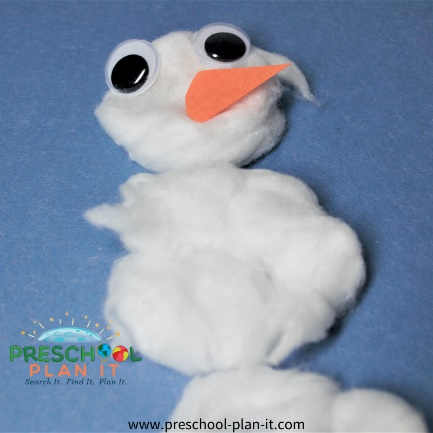 PRESCHOOL
PLAN IT
Search It. Find It. Plan It.
www.preschool-plan-it.com